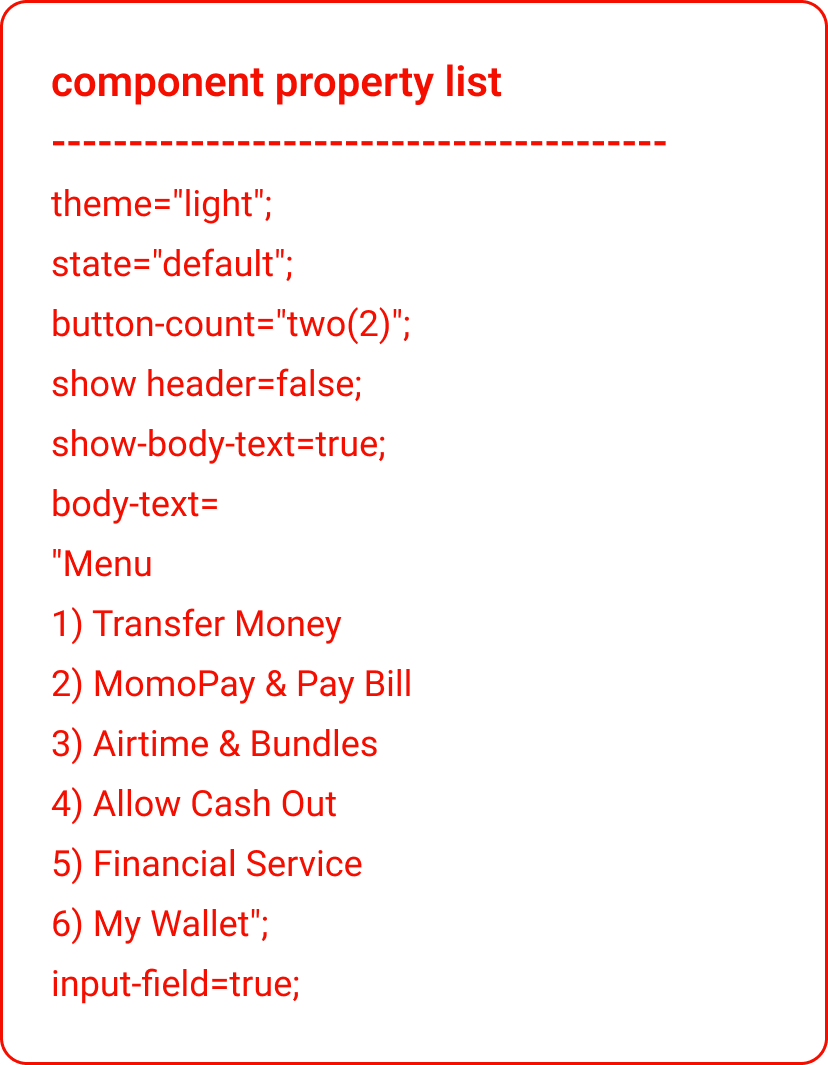 component property list
----------------------------------------
theme="light";
state="default";
button-count="two(2)";
show header=false;
show-body-text=true;
body-text=
"Menu
1) Transfer Money
2) MomoPay & Pay Bill
3) Airtime & Bundles
4) Allow Cash Out
5) Financial Service
6) My Wallet";
input-field=true;